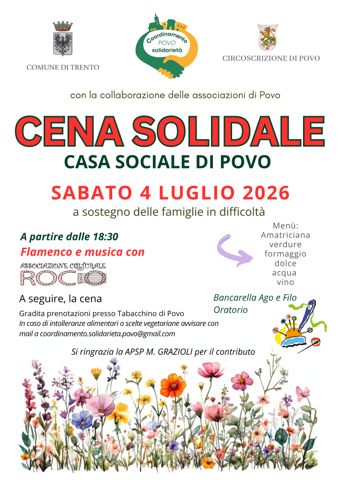 Coordinamento
POVO
solidarietà
COMUNE DI TRENTO
CIRCOSCRIZIONE DI POVO
con la collaborazione delle associazioni di Povo
CENA SOLIDALE
CASA SOCIALE DI POVO
SABATO 4 LUGLIO 2026
a sostegno delle famiglie in difficoltà
A partire dalle 18:30
Flamenco e musica con
ASSOCIAZIONE CULTURALE
ROCIO
Menù:
Amatriciana
verdure
formaggio
dolce
acqua
vino
A seguire, la cena
Gradita prenotazioni presso Tabacchino di Povo
In caso di intolleranze alimentari o scelte vegetariane avvisare con
mail a coordinamento.solidarieta.povo@gmail.com
Bancarella Ago e Filo
Oratorio
Si ringrazia la APSP M. GRAZIOLI per il contributo